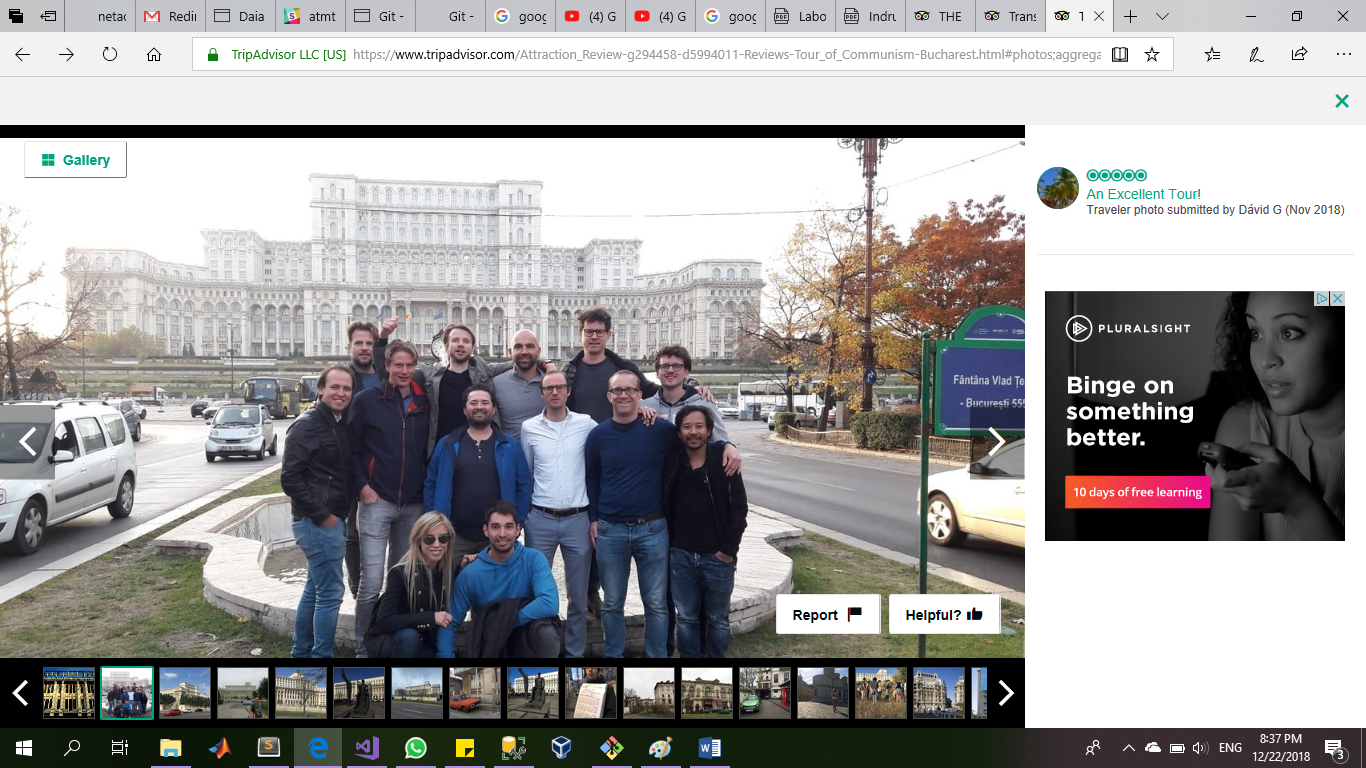 netac
Redir
Daia
atmt
Git -
Git -
goog
(4) G
(4) G
goog
Labo
Indru
THE
Trans
T
TripAdvisor LLC [US] https://www.tripadvisor.com/Attraction_Review-g294458-d5994011-Reviews-Tour_of_Communism-Bucharest.html#photos;aggrega
Gallery
An Excellent Tour!
Traveler photo submitted by Dávid G (Nov 2018)
PLURALSIGHT
Binge on
something
better.
10 days of free learning
Fântâna Vlad Țe
- București 555
Report
Helpful?
ENG
8:37 PM
12/22/2018
3